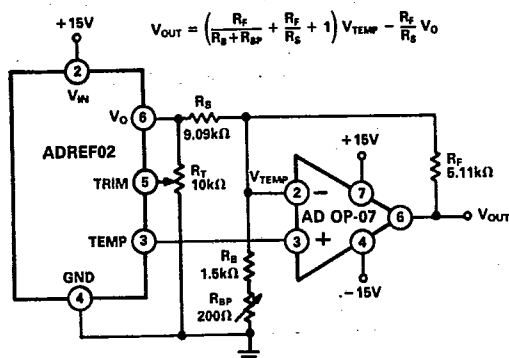 V_OUT = (R_F / (R_S + R_BP) + R_F / R_S + 1) V_TEMP − R_F / R_S V_O
+15V
2
V_IN
V_O 6
R_S
9.09kΩ
ADREF02
R_T
10kΩ
TRIM 5
TEMP 3
GND
4
V_TEMP
+15V
R_F
5.11kΩ
2 −
7
AD OP-07
6
V_OUT
3 +
4
−15V
R_B
1.5kΩ
R_BP
200Ω